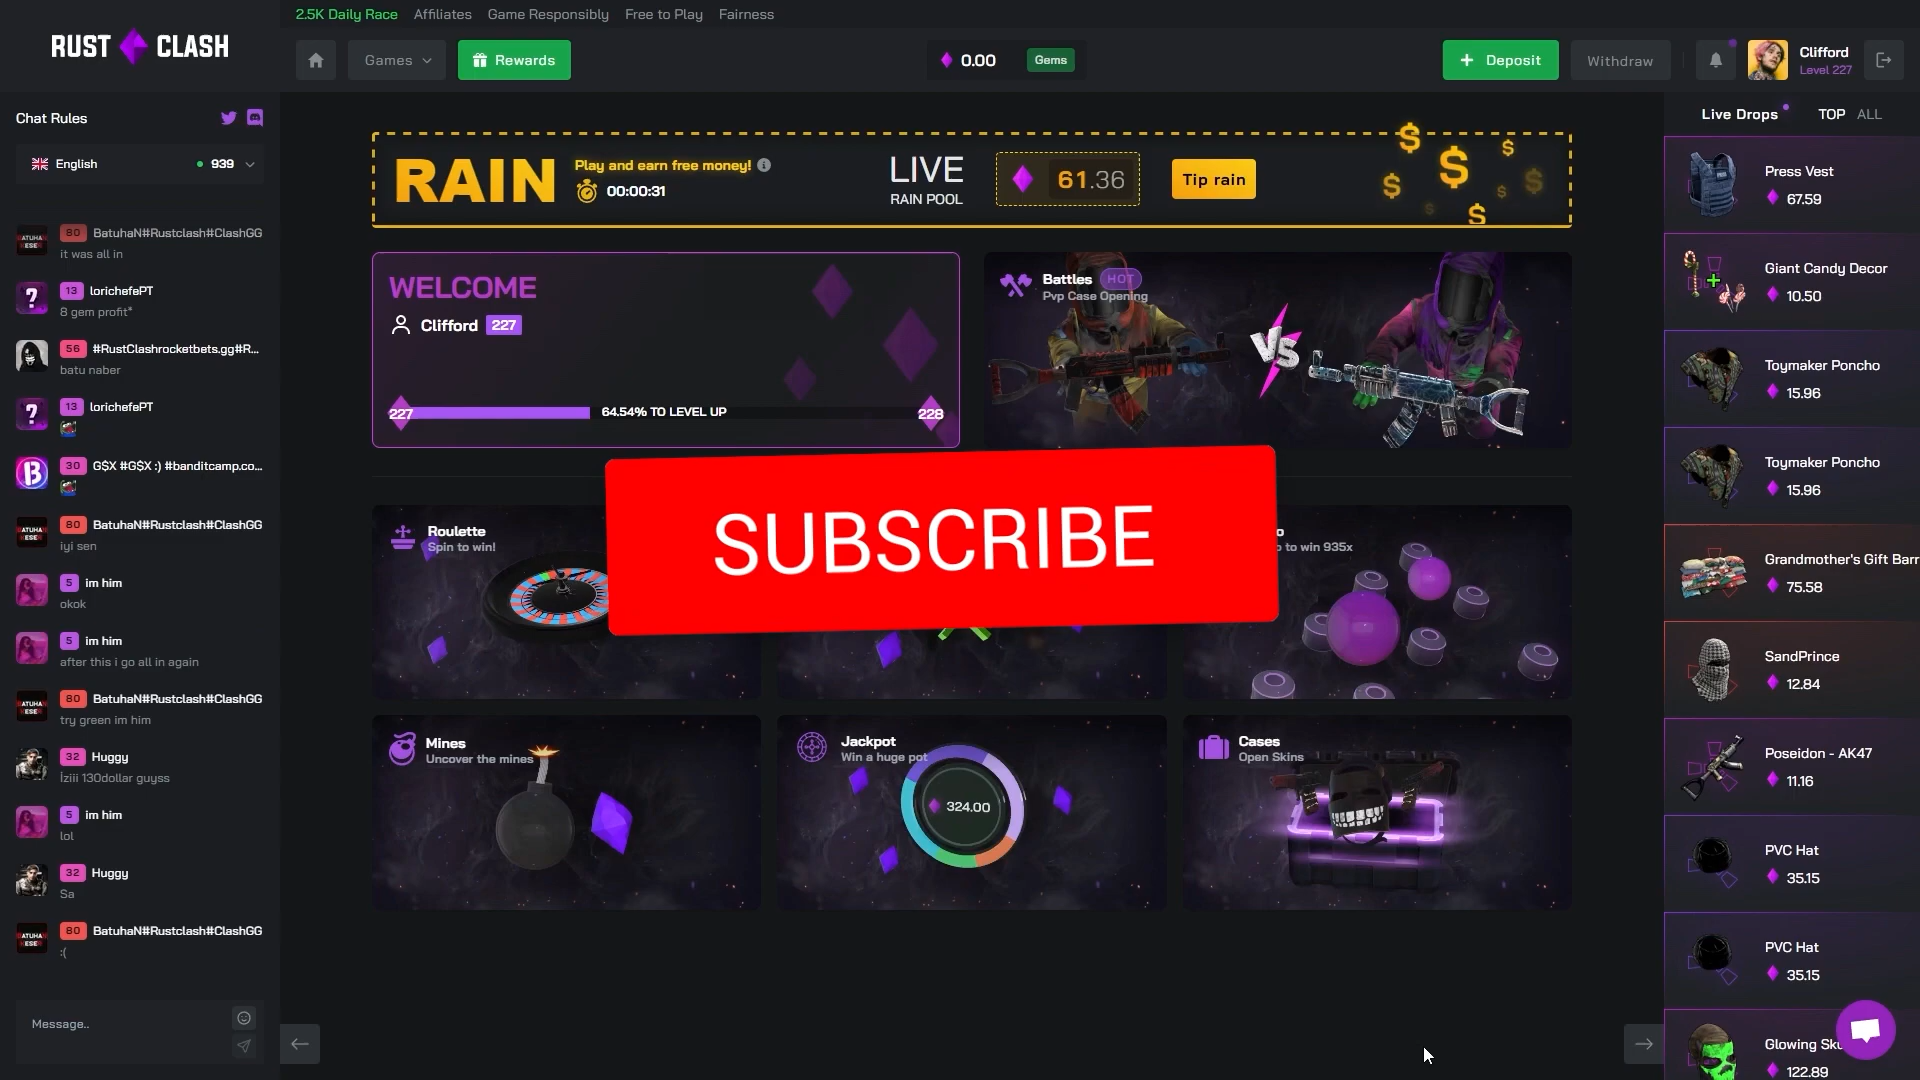 2.5K Daily Race Affiliates Game Responsibly Free to Play Fairness
RUST CLASH
Games
Rewards
0.00
Gems
Deposit
Withdraw
Clifford
Level 227
Chat Rules
English
939
80 BatuhaN#Rustclash#ClashGG
it was all in
13 lorichefePT
8 gem profit*
56 #RustClashrocketbets.gg#R...
batu naber
13 lorichefePT
30 G$X #G$X :) #banditcamp.co...
80 BatuhaN#Rustclash#ClashGG
iyi sen
5 im him
okok
5 im him
after this i go all in again
80 BatuhaN#Rustclash#ClashGG
try green im him
32 Huggy
İziii 130dollar guyss
5 im him
lol
32 Huggy
Sa
80 BatuhaN#Rustclash#ClashGG
:(
Message..
RAIN
Play and earn free money!
00:00:31
LIVE
RAIN POOL
61.36
Tip rain
WELCOME
Clifford 227
227
64.54% TO LEVEL UP
228
Battles HOT
Pvp Case Opening
VS
Roulette
Spin to win!
SUBSCRIBE
o
to win 935x
Mines
Uncover the mines
Jackpot
Win a huge pot
324.00
Cases
Open Skins
Live Drops TOP ALL
Press Vest
67.59
Giant Candy Decor
10.50
Toymaker Poncho
15.96
Toymaker Poncho
15.96
Grandmother's Gift Barr
75.58
SandPrince
12.84
Poseidon - AK47
11.16
PVC Hat
35.15
PVC Hat
35.15
Glowing Sku
122.89